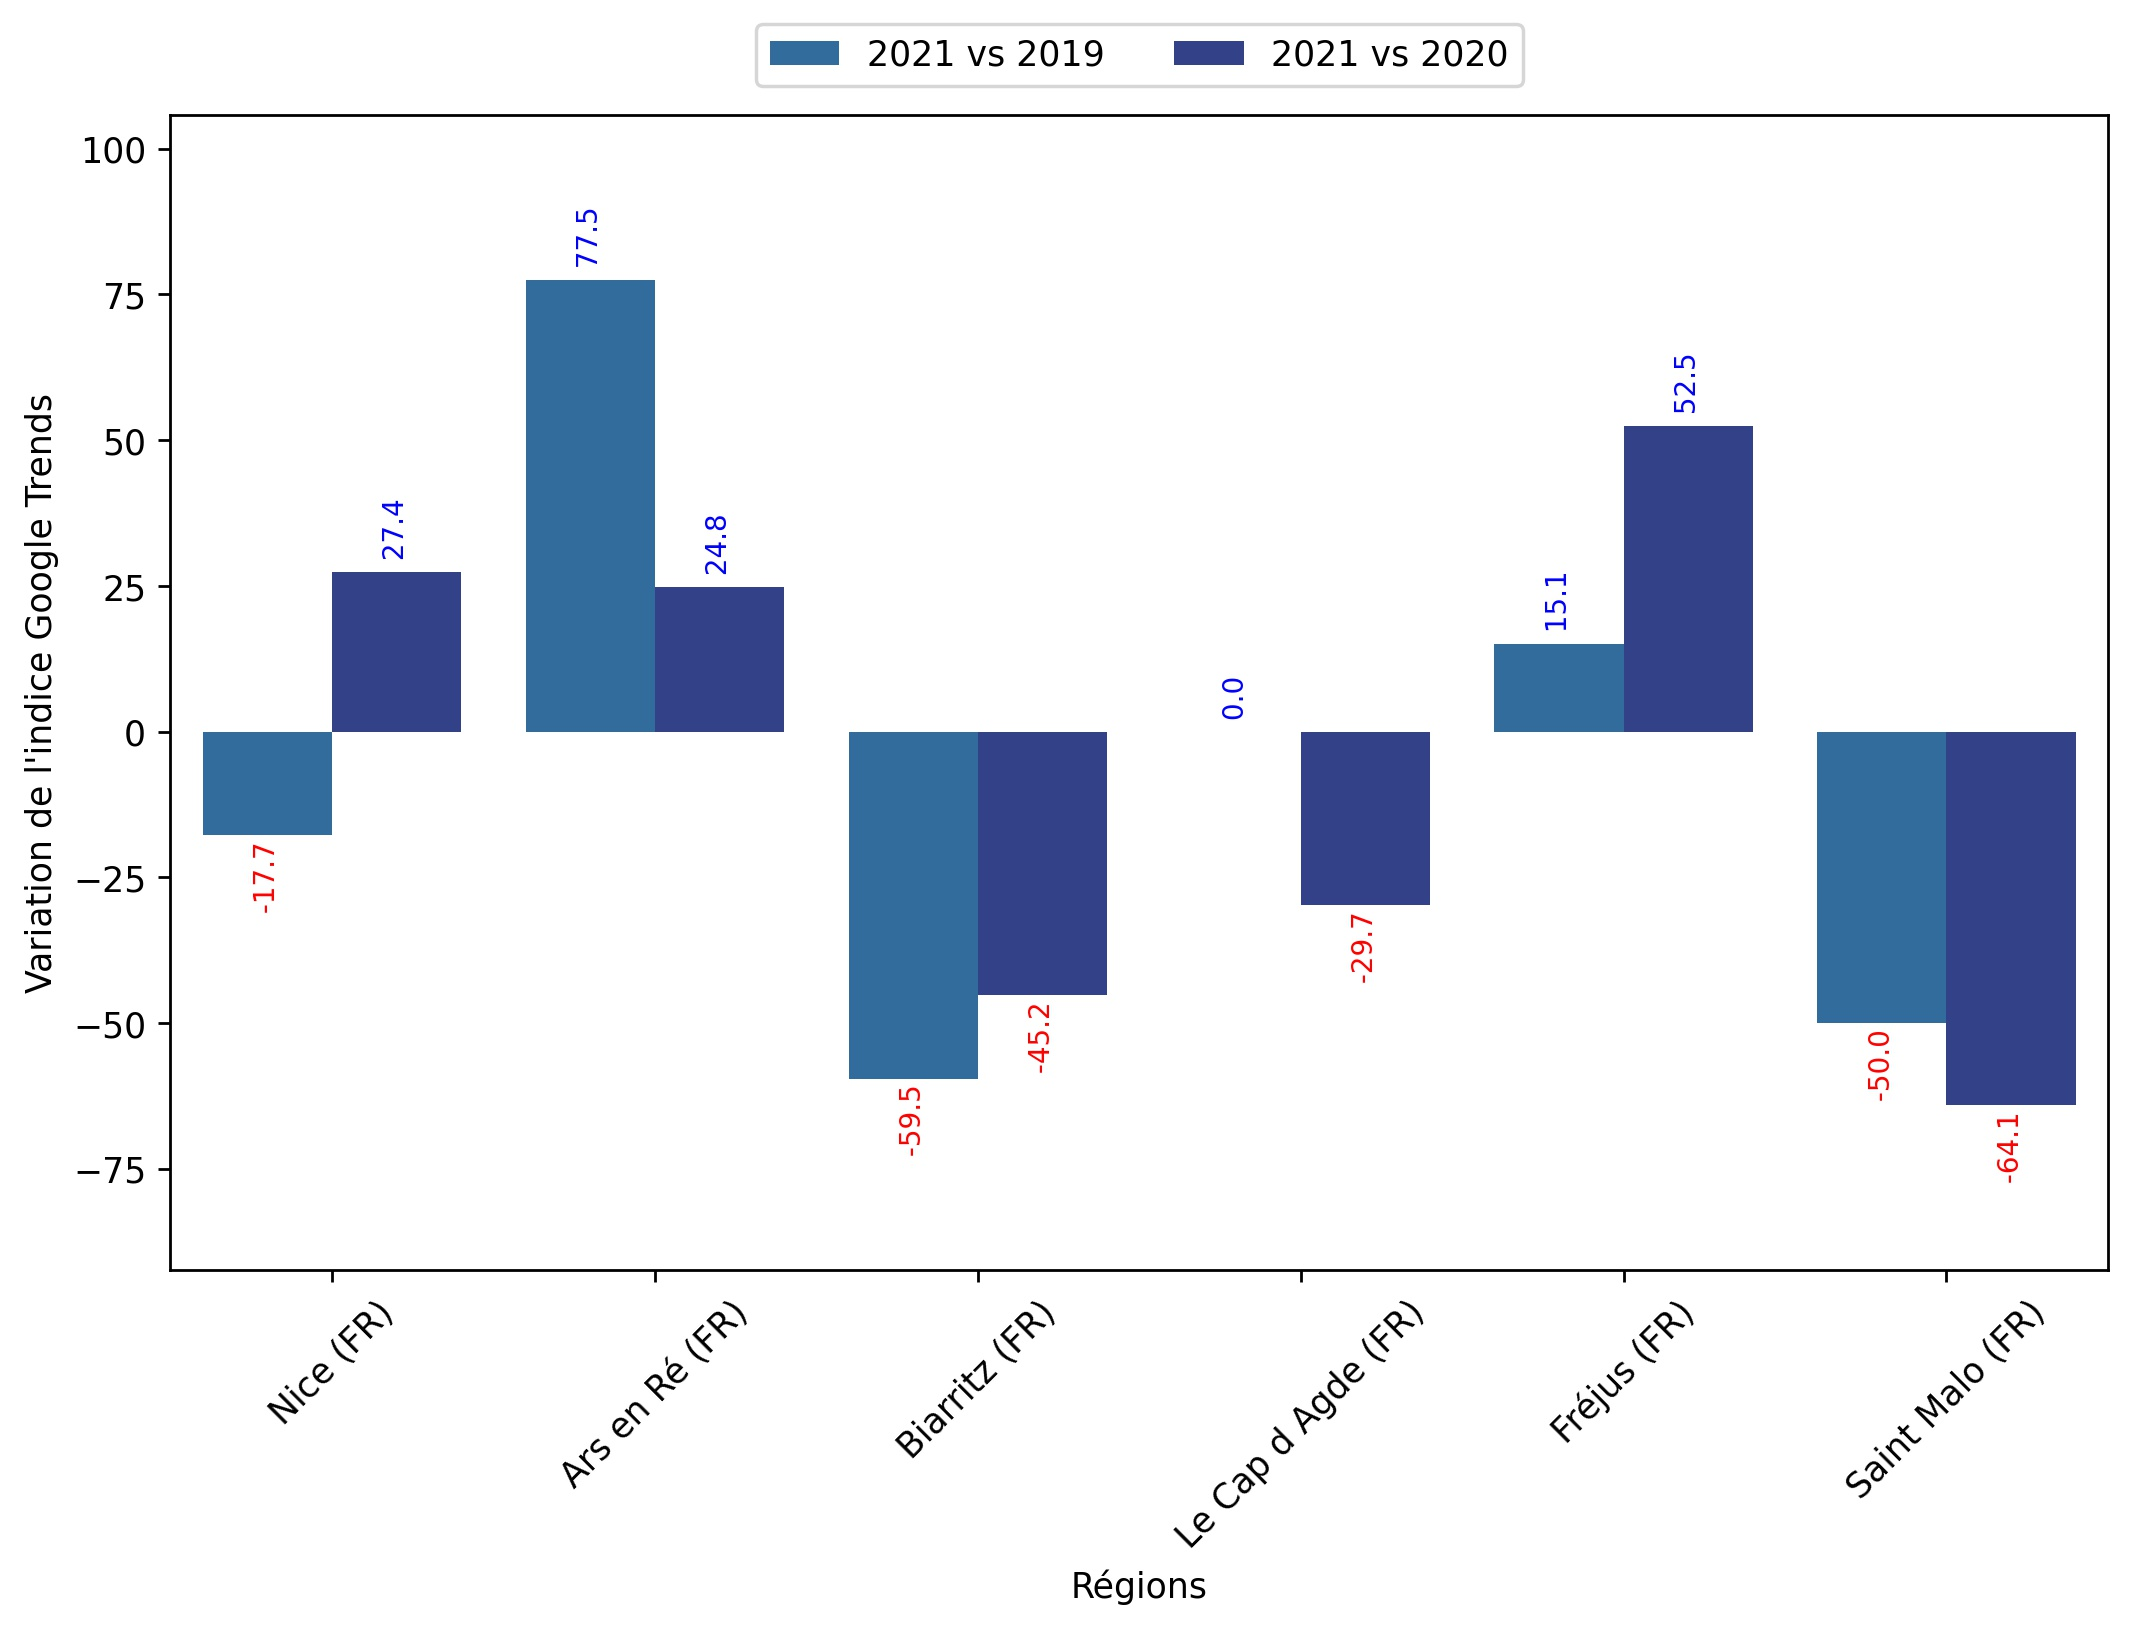 2021 vs 2019
2021 vs 2020
Variation de l'indice Google Trends
100
75
50
25
0
−25
−50
−75
-17.7
27.4
77.5
24.8
-59.5
-45.2
0.0
-29.7
15.1
52.5
-50.0
-64.1
Nice (FR)
Ars en Ré (FR)
Biarritz (FR)
Le Cap d Agde (FR)
Fréjus (FR)
Saint Malo (FR)
Régions